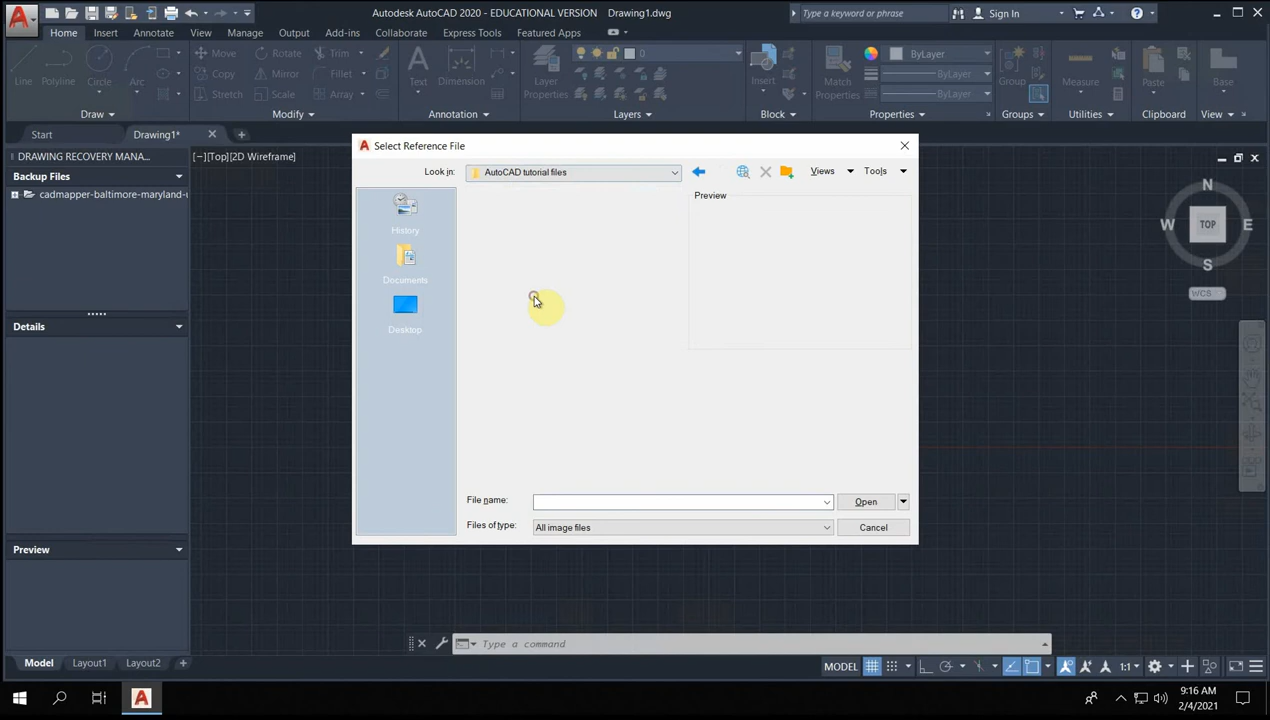 Autodesk AutoCAD 2020 - EDUCATIONAL VERSION Drawing1.dwg
Type a keyword or phrase
Sign In
Home Insert Annotate View Manage Output Add-ins Collaborate Express Tools Featured Apps
Line Polyline Circle Arc
Move Rotate Trim
Copy Mirror Fillet
Stretch Scale Array
Text Dimension
Layer Properties
0
Insert
Match Properties
ByLayer
ByLayer
ByLayer
Group
Measure
Paste
Base
Draw Modify Annotation Layers Block Properties Groups Utilities Clipboard View
Start Drawing1*
DRAWING RECOVERY MANA...
[−][Top][2D Wireframe]
Backup Files
cadmapper-baltimore-maryland-u
Details
Preview
Select Reference File
Look in: AutoCAD tutorial files
Views Tools
Preview
History
Documents
Desktop
File name:
Open
Files of type: All image files
Cancel
N
W TOP E
S
WCS
Type a command
Model Layout1 Layout2
MODEL
1:1
9:16 AM
2/4/2021